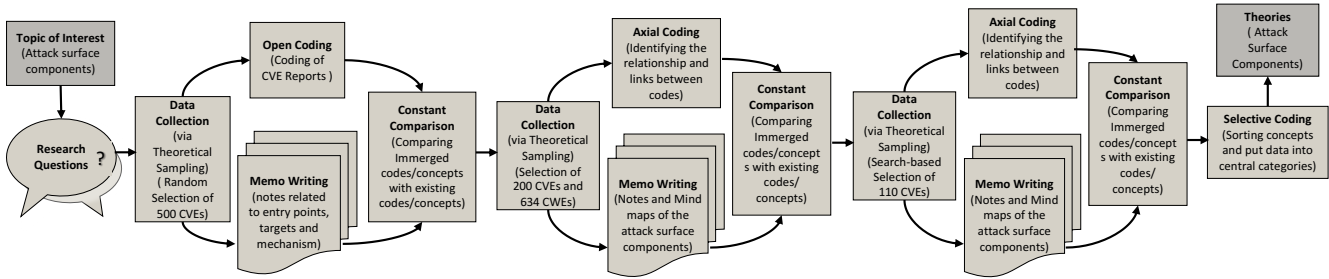 Topic of Interest
(Attack surface
components)
Research
Questions
?
Data
Collection
(via
Theoretical
Sampling)
( Random
Selection of
500 CVEs)
Open Coding
(Coding of
CVE Reports )
Memo Writing
(notes related
to entry points,
targets and
mechanism)
Constant
Comparison
(Comparing
Immerged
codes/concepts
with existing
codes/concepts)
Data
Collection
(via Theoretical
Sampling)
(Selection of
200 CVEs and
634 CWEs)
Axial Coding
(Identifying the
relationship and
links between
codes)
Memo Writing
(Notes and Mind
maps of the
attack surface
components)
Constant
Comparison
(Comparing
Immerged
codes/concept
s with existing
codes/
concepts)
Data
Collection
(via Theoretical
Sampling)
(Search-based
Selection of
110 CVEs)
Axial Coding
(Identifying the
relationship and
links between
codes)
Memo Writing
(Notes and Mind
maps of the
attack surface
components)
Constant
Comparison
(Comparing
Immerged
codes/concept
s with existing
codes/
concepts)
Theories
( Attack
Surface
Components)
Selective Coding
(Sorting concepts
and put data into
central categories)